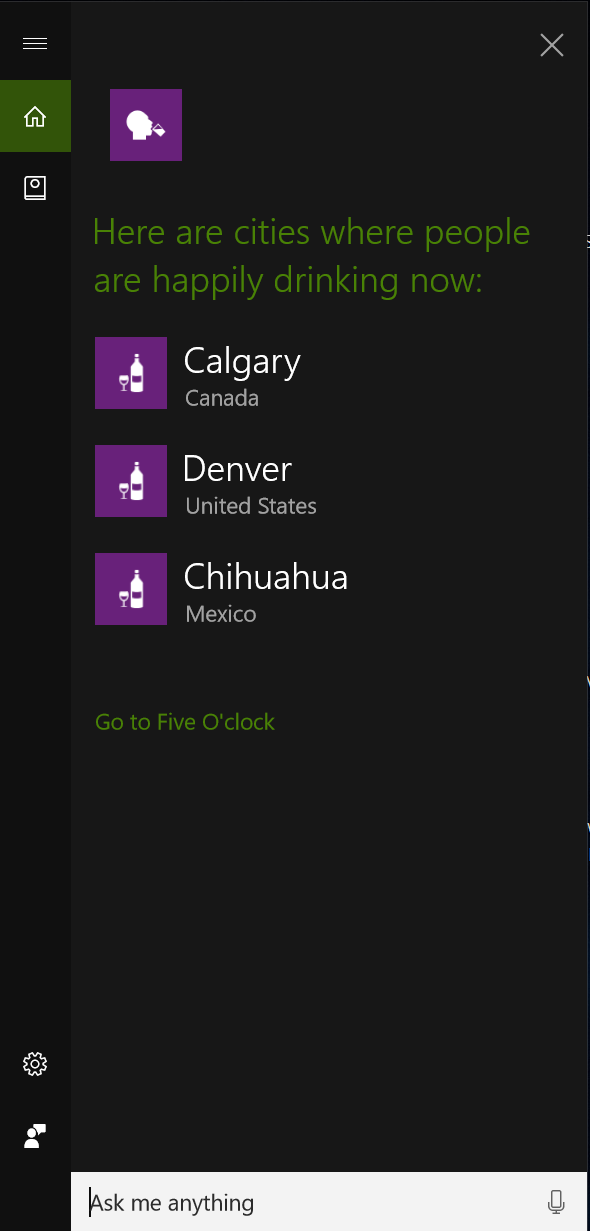 Here are cities where people
are happily drinking now:
Calgary
Canada
Denver
United States
Chihuahua
Mexico
Go to Five O'clock
Ask me anything